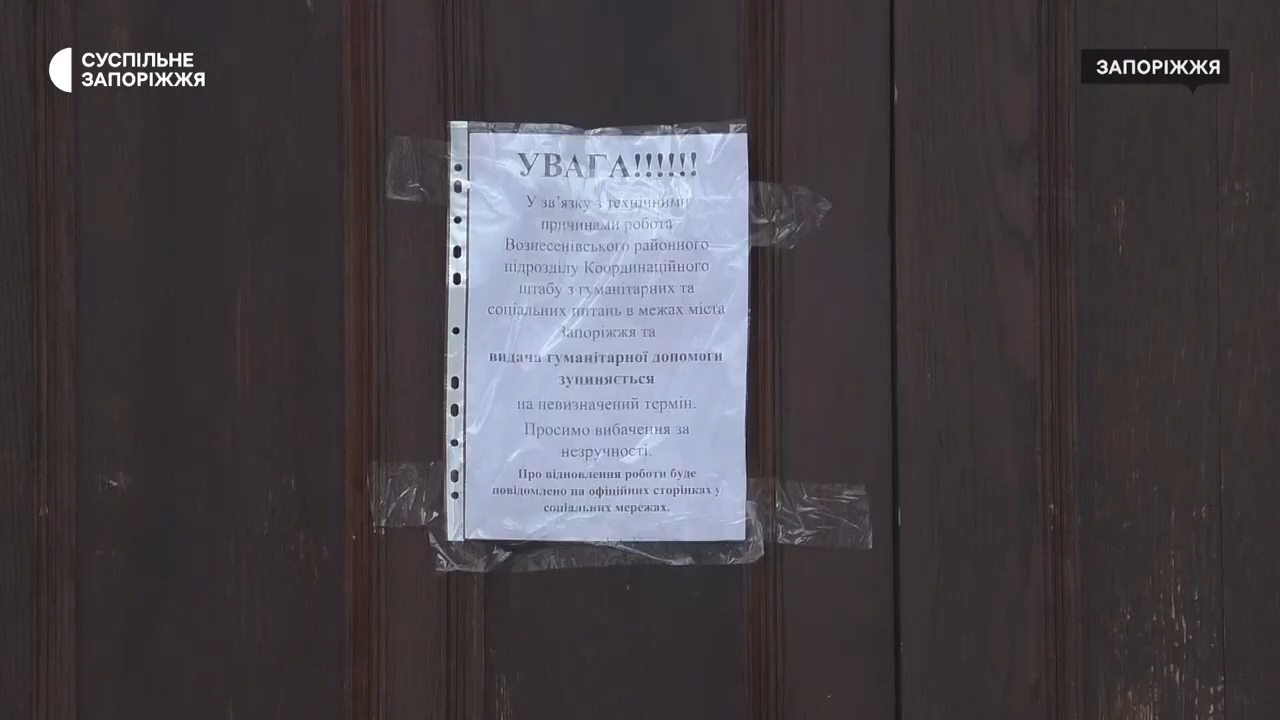 СУСПІЛЬНЕ
ЗАПОРІЖЖЯ
ЗАПОРІЖЖЯ
УВАГА!!!!!!
У зв'язку з технічними
причинами робота
Вознесенівського районного
підрозділу Координаційного
штабу з гуманітарних та
соціальних питань в межах міста
Запоріжжя та
видача гуманітарної допомоги
зупиняється
на невизначений термін.
Просимо вибачення за
незручності.
Про відновлення роботи буде
повідомлено на офіційних сторінках у
соціальних мережах.